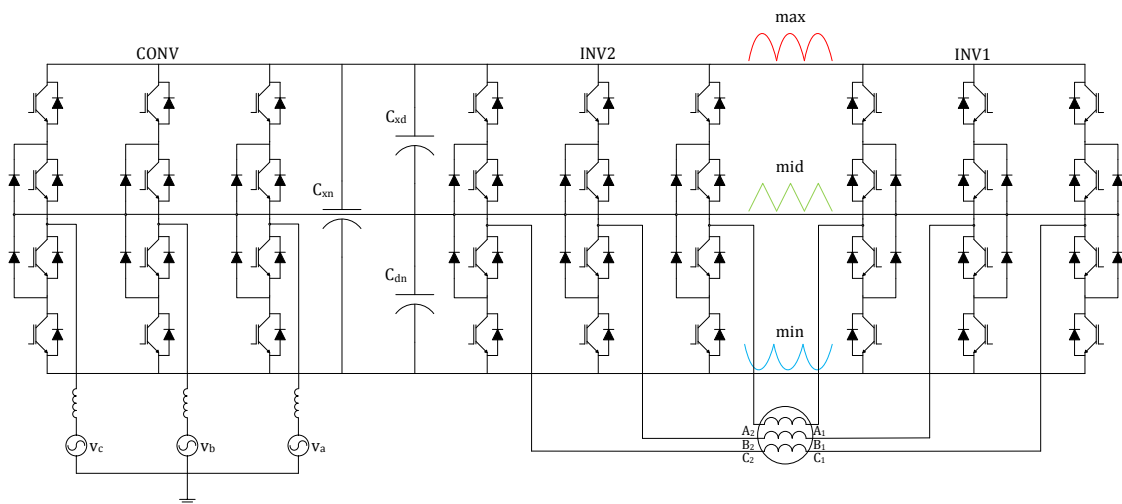 max
CONV
INV2
INV1
Cxd
mid
Cxn
Cdn
min
vc
vb
va
A2
A1
B2
B1
C2
C1